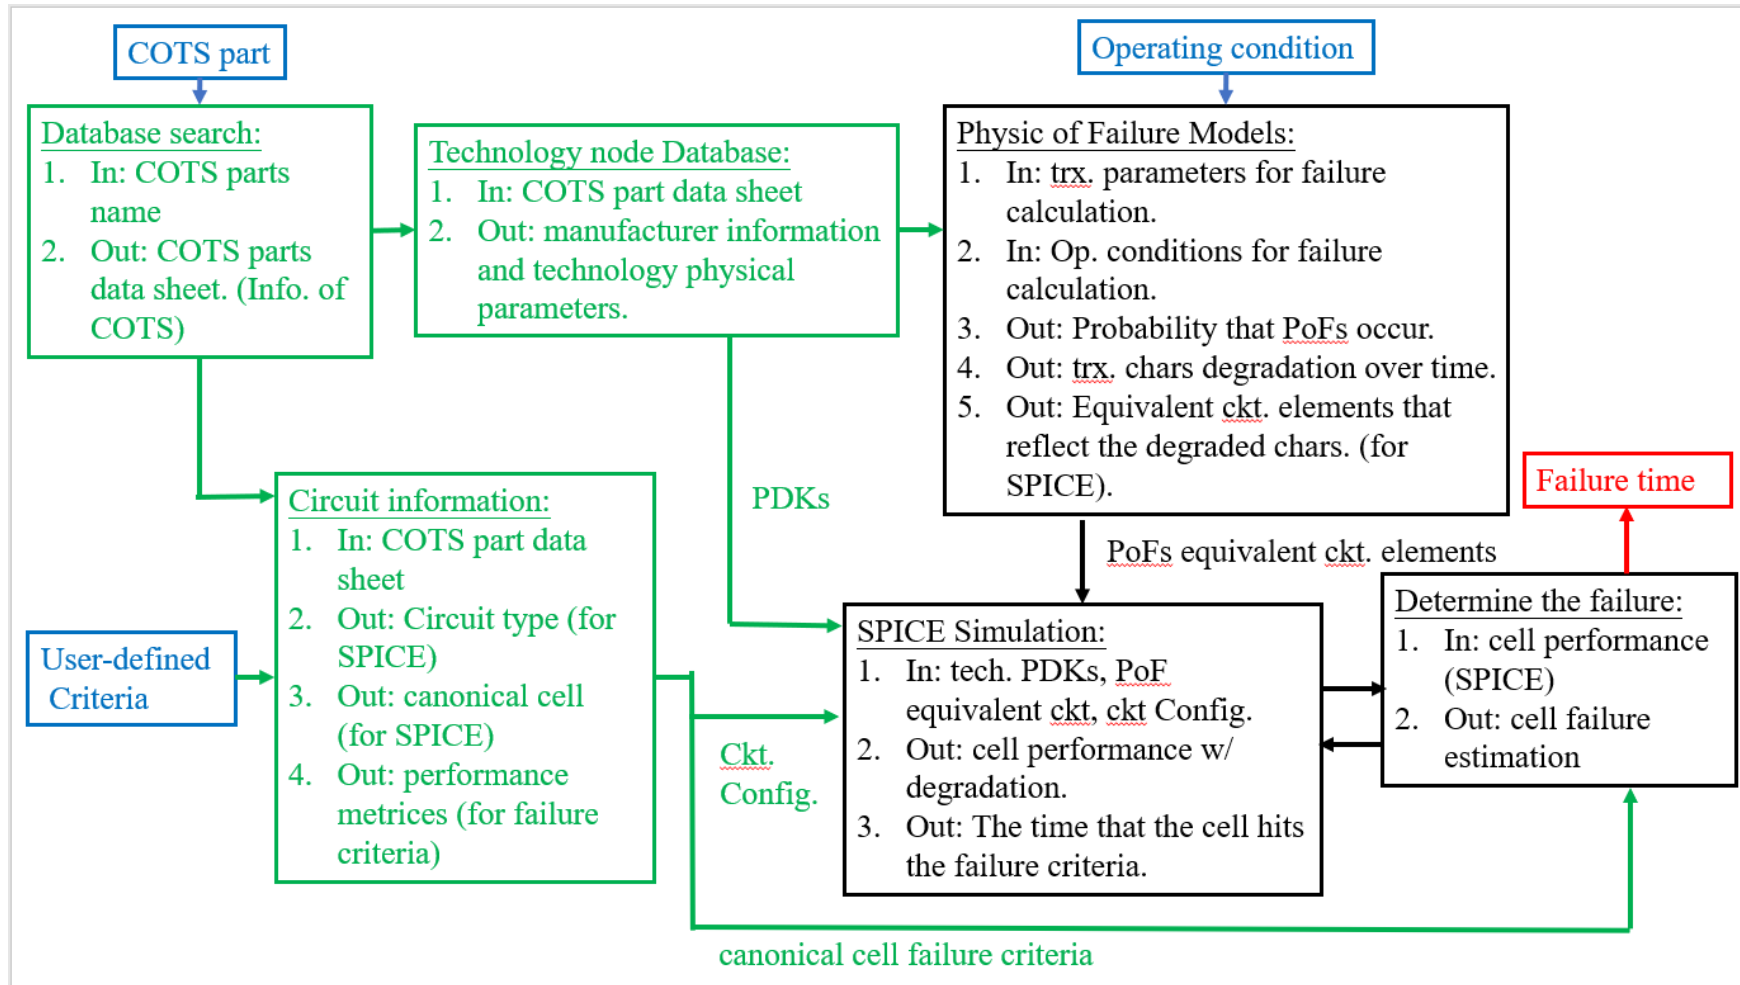 COTS part
Operating condition
Database search:
1. In: COTS parts
name
2. Out: COTS parts
data sheet. (Info. of
COTS)
Technology node Database:
1. In: COTS part data sheet
2. Out: manufacturer information
and technology physical
parameters.
Physic of Failure Models:
1. In: trx. parameters for failure
calculation.
2. In: Op. conditions for failure
calculation.
3. Out: Probability that PoFs occur.
4. Out: trx. chars degradation over time.
5. Out: Equivalent ckt. elements that
reflect the degraded chars. (for
SPICE).
Failure time
Circuit information:
1. In: COTS part data
sheet
2. Out: Circuit type (for
SPICE)
3. Out: canonical cell
(for SPICE)
4. Out: performance
metrices (for failure
criteria)
PDKs
PoFs equivalent ckt. elements
User-defined
Criteria
SPICE Simulation:
1. In: tech. PDKs, PoF
equivalent ckt, ckt Config.
2. Out: cell performance w/
degradation.
3. Out: The time that the cell hits
the failure criteria.
Determine the failure:
1. In: cell performance
(SPICE)
2. Out: cell failure
estimation
Ckt.
Config.
canonical cell failure criteria